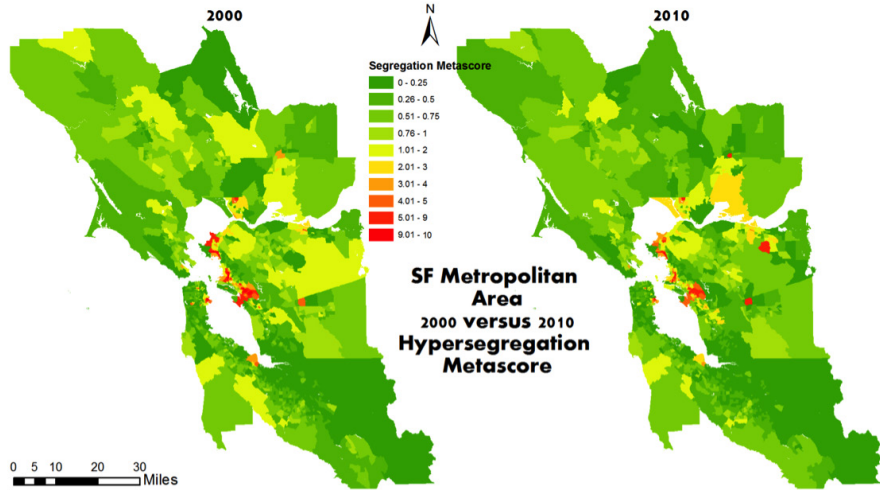 2000
N
2010
Segregation Metascore
0 - 0.25
0.26 - 0.5
0.51 - 0.75
0.76 - 1
1.01 - 2
2.01 - 3
3.01 - 4
4.01 - 5
5.01 - 9
9.01 - 10
SF Metropolitan
Area
2000 versus 2010
Hypersegregation
Metascore
0 5 10 20 30
Miles